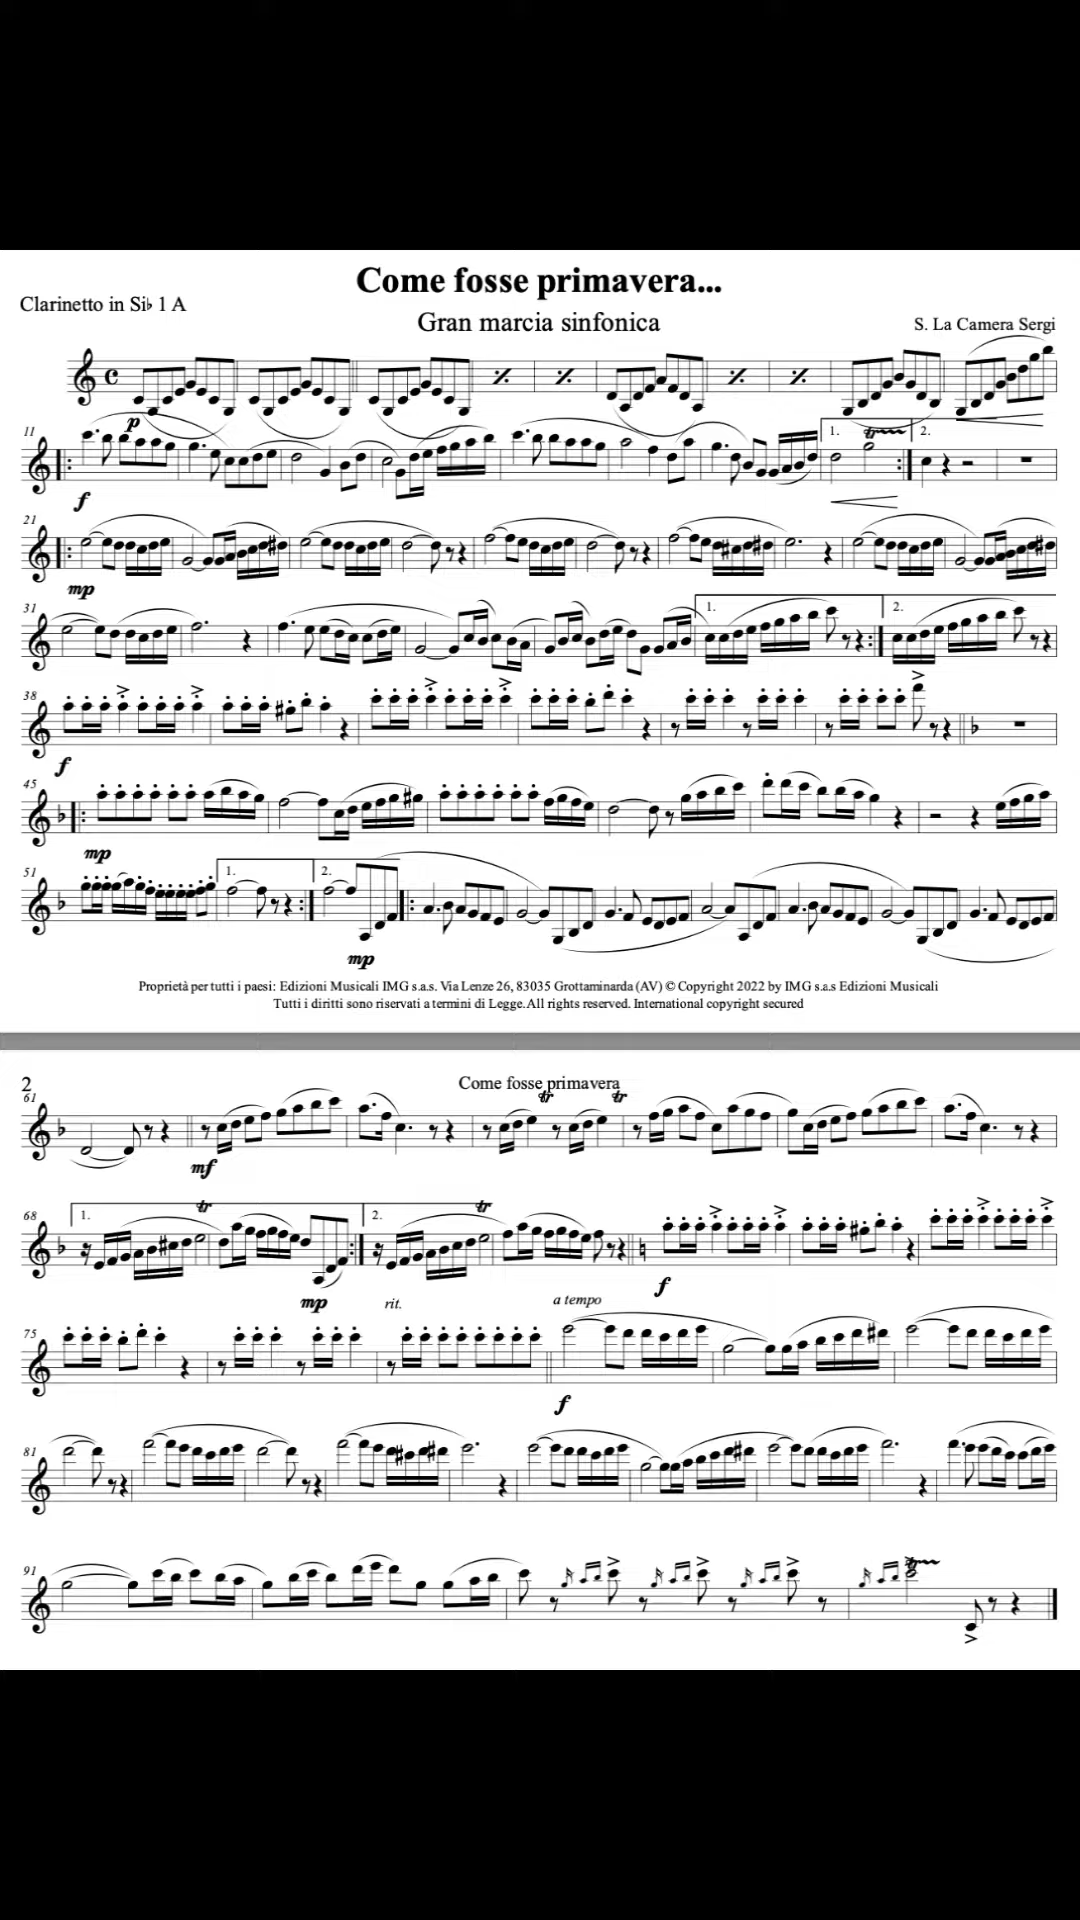 Come fosse primavera...
Clarinetto in Si♭ 1 A
Gran marcia sinfonica
S. La Camera Sergi
p
11
1.
2.
f
21
mp
31
1.
2.
38
f
45
mp
51
1.
2.
mp
Proprietà per tutti i paesi: Edizioni Musicali IMG s.a.s. Via Lenze 26, 83035 Grottaminarda (AV) © Copyright 2022 by IMG s.a.s Edizioni Musicali
Tutti i diritti sono riservati a termini di Legge. All rights reserved. International copyright secured
2
Come fosse primavera
61
tr
tr
mf
68
1.
tr
2.
tr
mp
f
rit.
a tempo
75
f
81
91